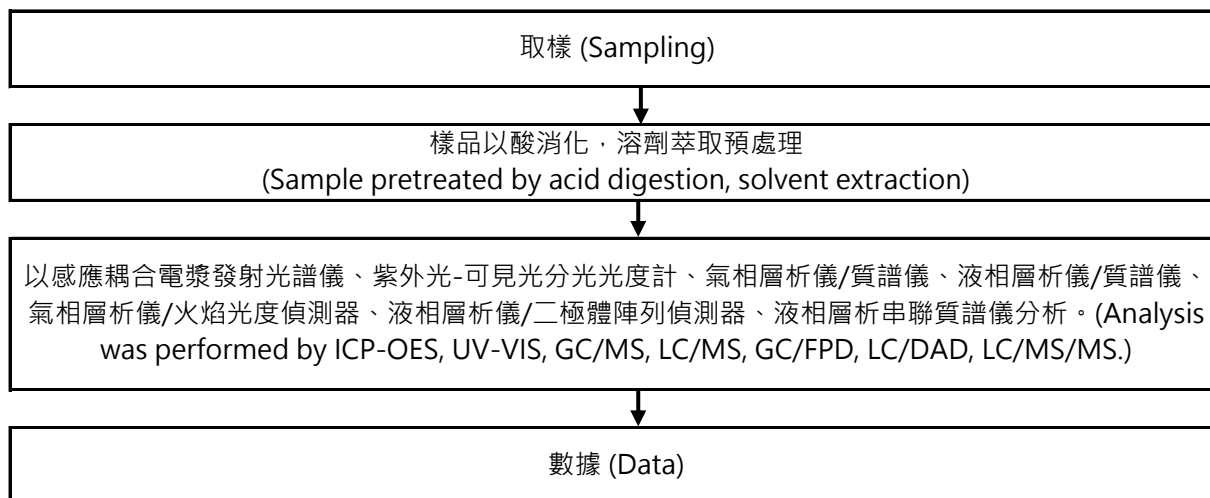 取樣 (Sampling)
樣品以酸消化，溶劑萃取預處理
(Sample pretreated by acid digestion, solvent extraction)
以感應耦合電漿發射光譜儀、紫外光-可見光分光光度計、氣相層析儀/質譜儀、液相層析儀/質譜儀、
氣相層析儀/火焰光度偵測器、液相層析儀/二極體陣列偵測器、液相層析串聯質譜儀分析。(Analysis
was performed by ICP-OES, UV-VIS, GC/MS, LC/MS, GC/FPD, LC/DAD, LC/MS/MS.)
數據 (Data)